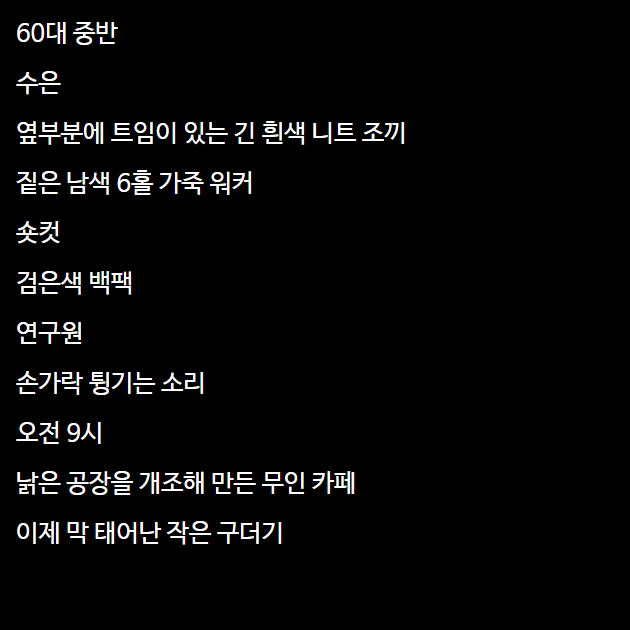 60대 중반
수은
옆부분에 트임이 있는 긴 흰색 니트 조끼
짙은 남색 6홀 가죽 워커
숏컷
검은색 백팩
연구원
손가락 튕기는 소리
오전 9시
낡은 공장을 개조해 만든 무인 카페
이제 막 태어난 작은 구더기